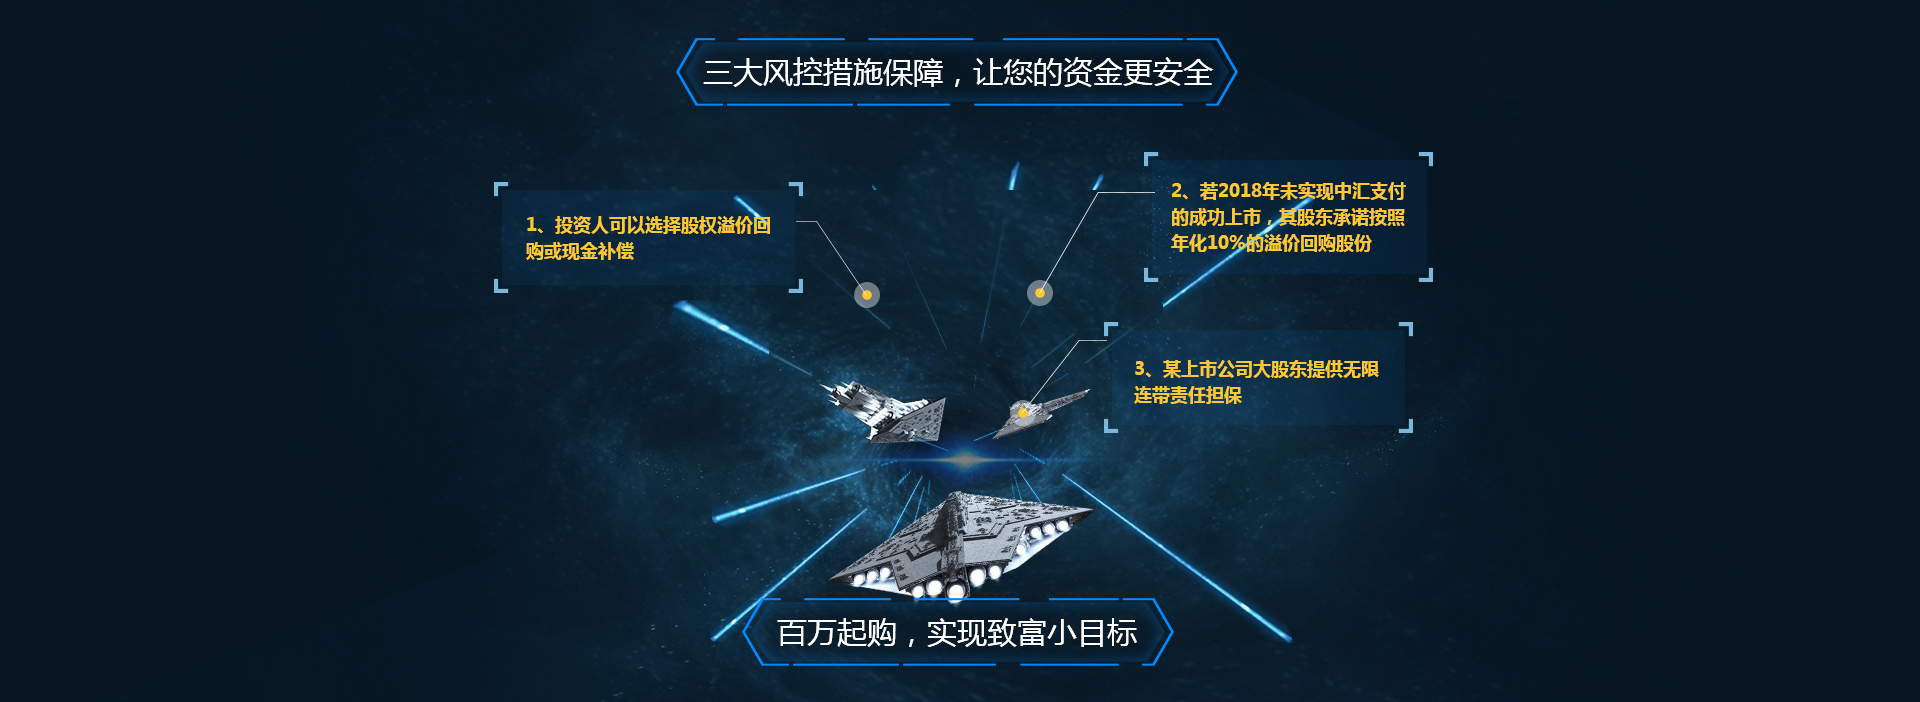 三大风控措施保障，让您的资金更安全
1、投资人可以选择股权溢价回
购或现金补偿
2、若2018年未实现中汇支付
的成功上市，其股东承诺按照
年化10%的溢价回购股份
3、某上市公司大股东提供无限
连带责任担保
百万起购，实现致富小目标